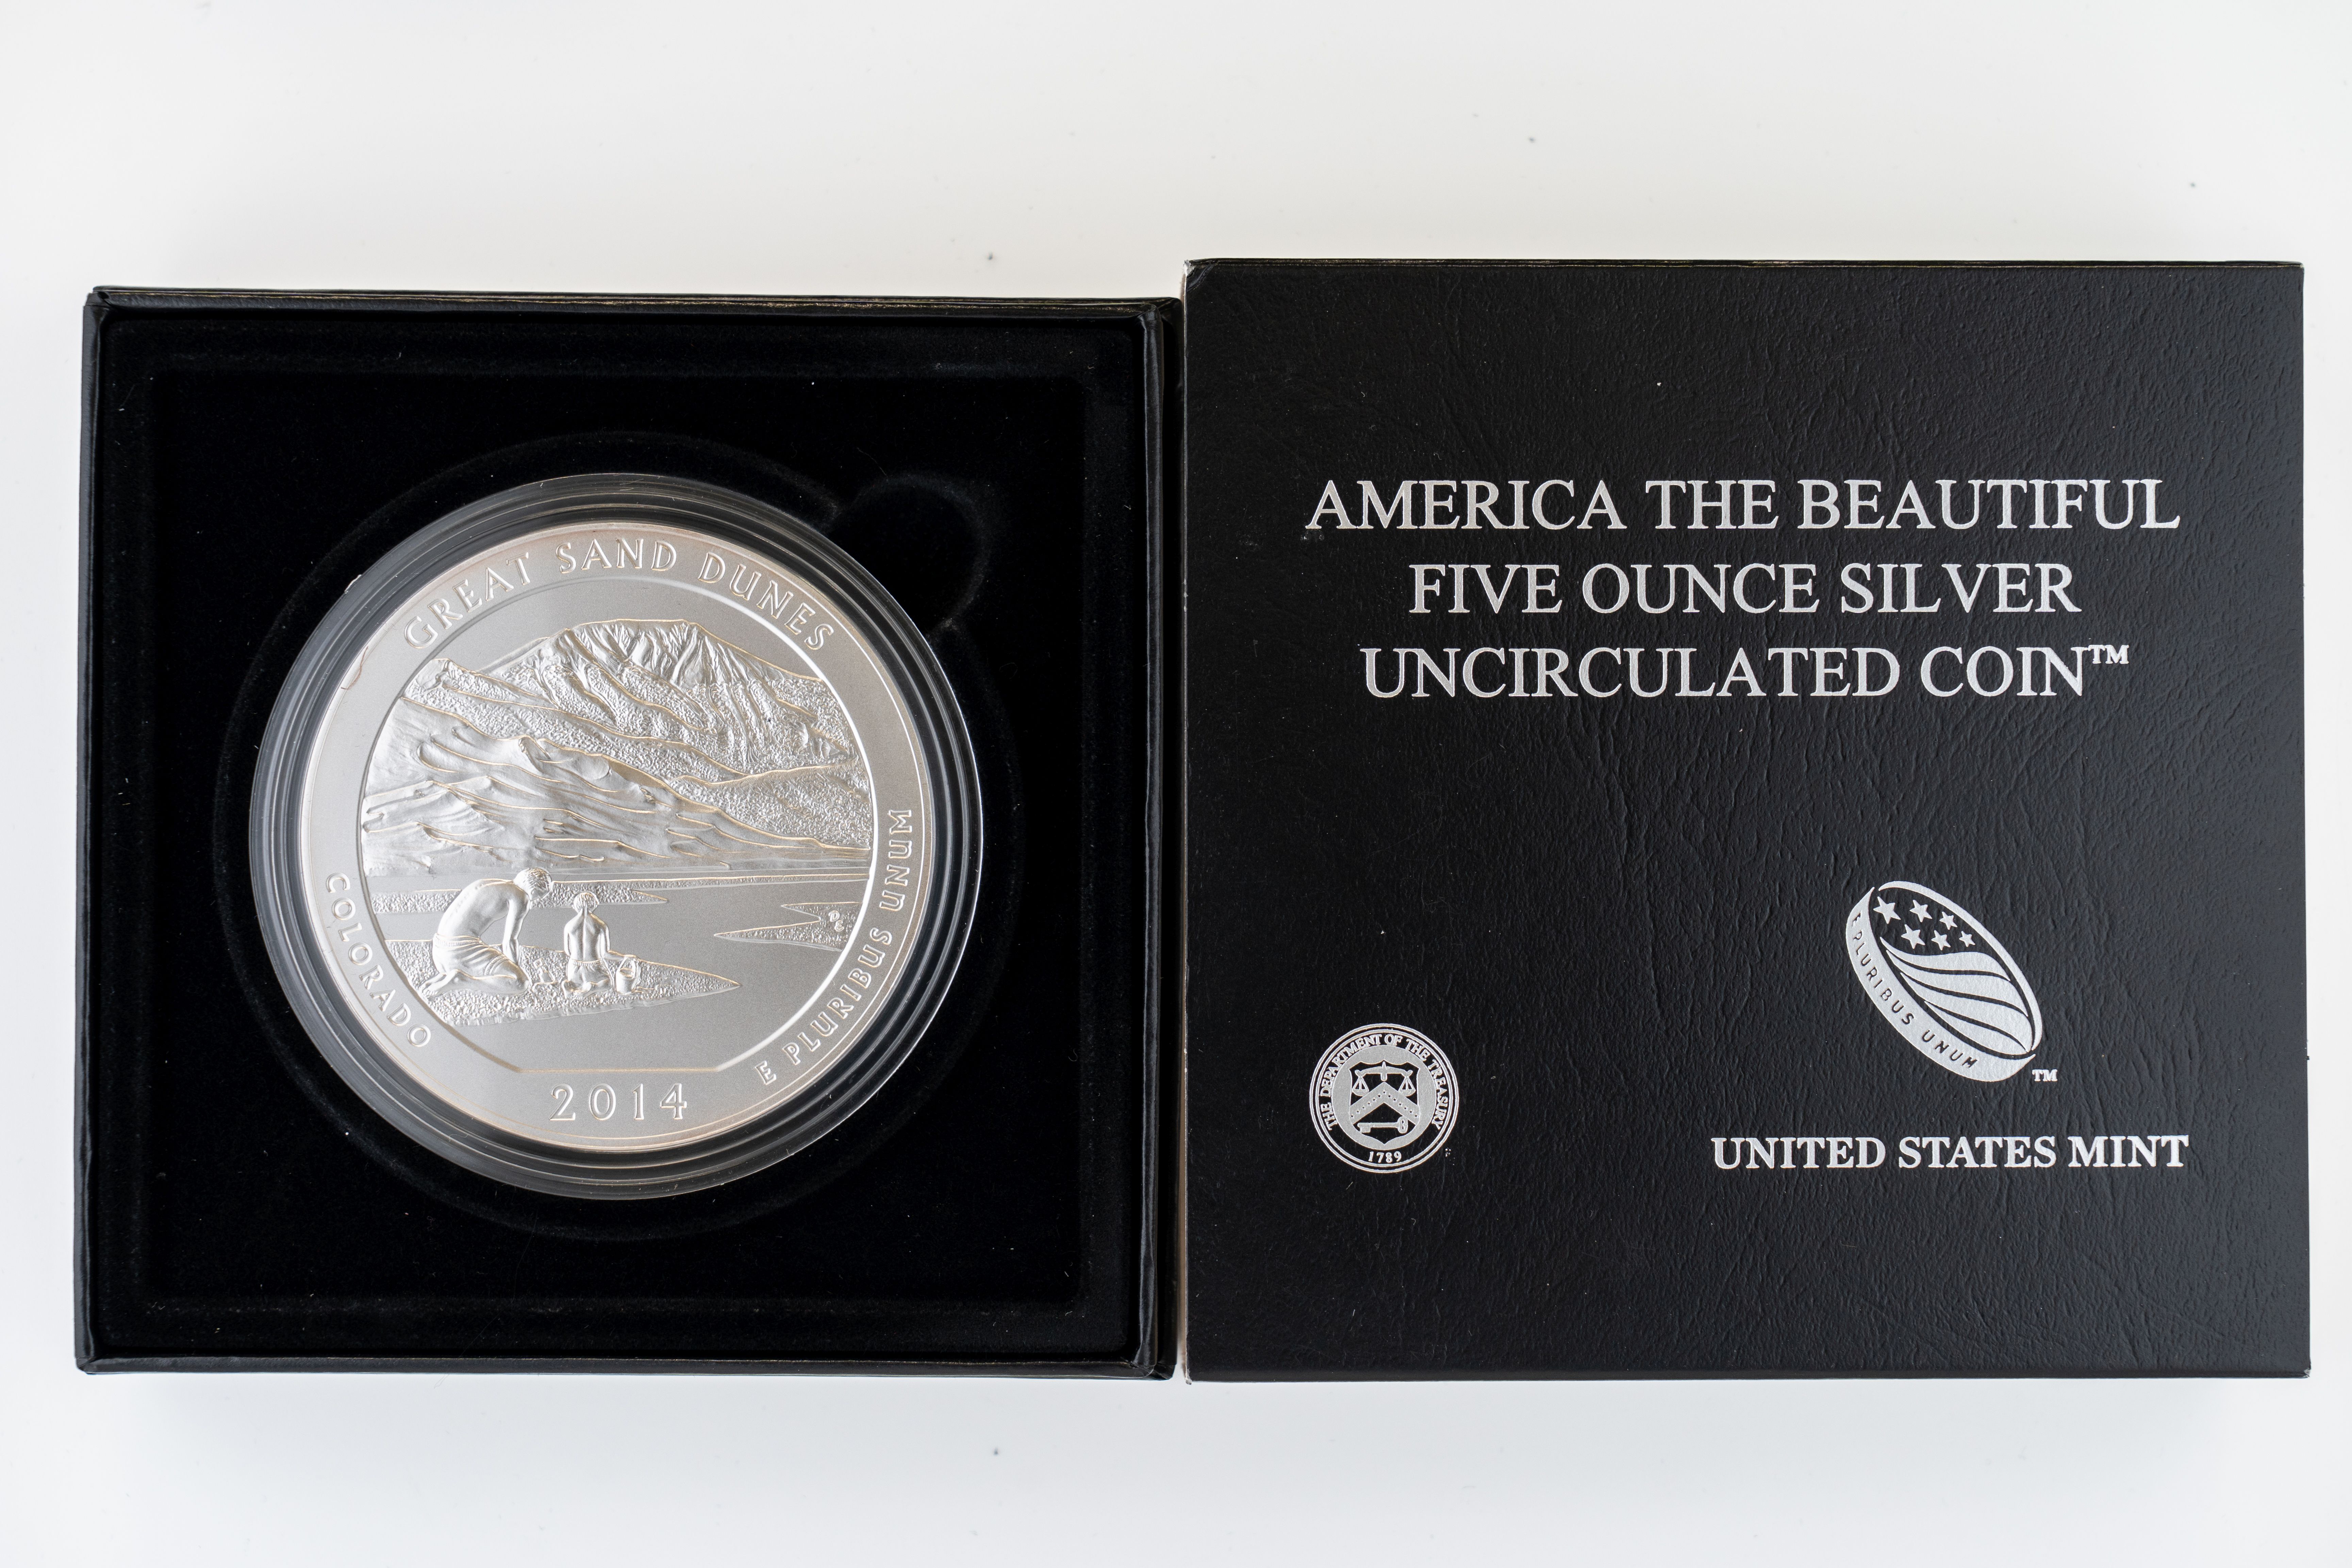 GREAT SAND DUNES
COLORADO
E PLURIBUS UNUM
2014
AMERICA THE BEAUTIFUL
FIVE OUNCE SILVER
UNCIRCULATED COIN™
E PLURIBUS UNUM
TM
THE DEPARTMENT OF THE TREASURY
1789
UNITED STATES MINT